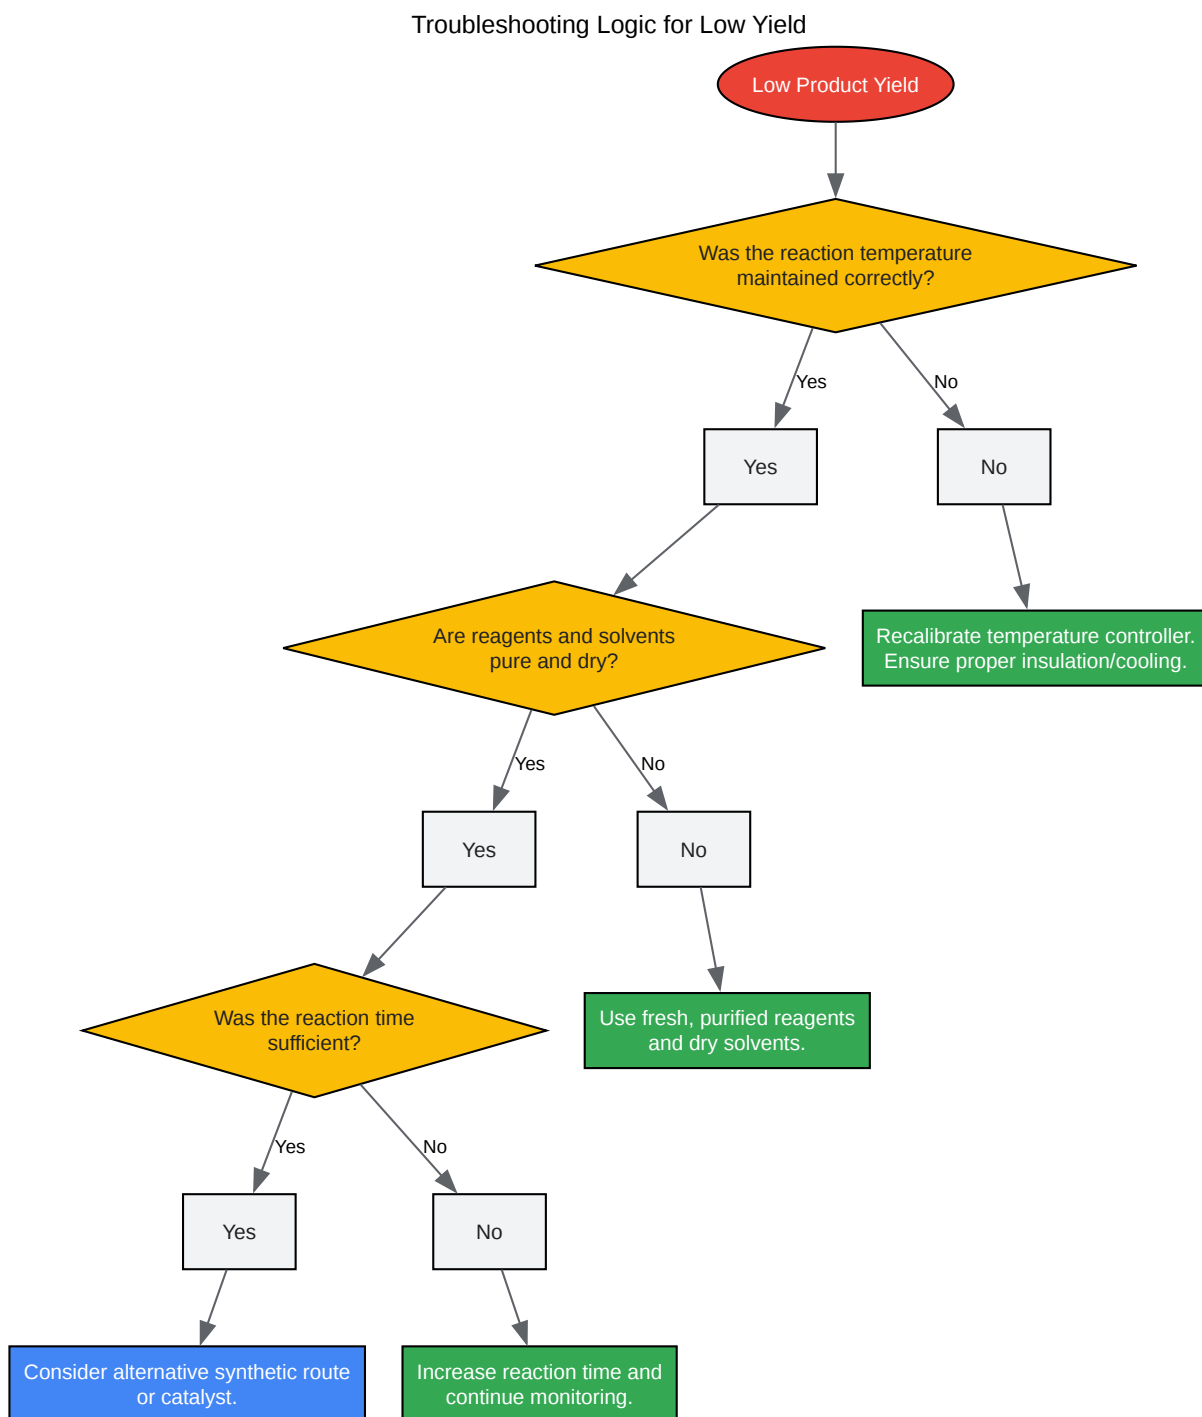 Troubleshooting Logic for Low Yield
Low Product Yield
Was the reaction temperature
maintained correctly?
Yes
No
Yes
No
Are reagents and solvents
pure and dry?
Recalibrate temperature controller.
Ensure proper insulation/cooling.
Yes
No
Yes
No
Was the reaction time
sufficient?
Use fresh, purified reagents
and dry solvents.
Yes
No
Yes
No
Consider alternative synthetic route
or catalyst.
Increase reaction time and
continue monitoring.